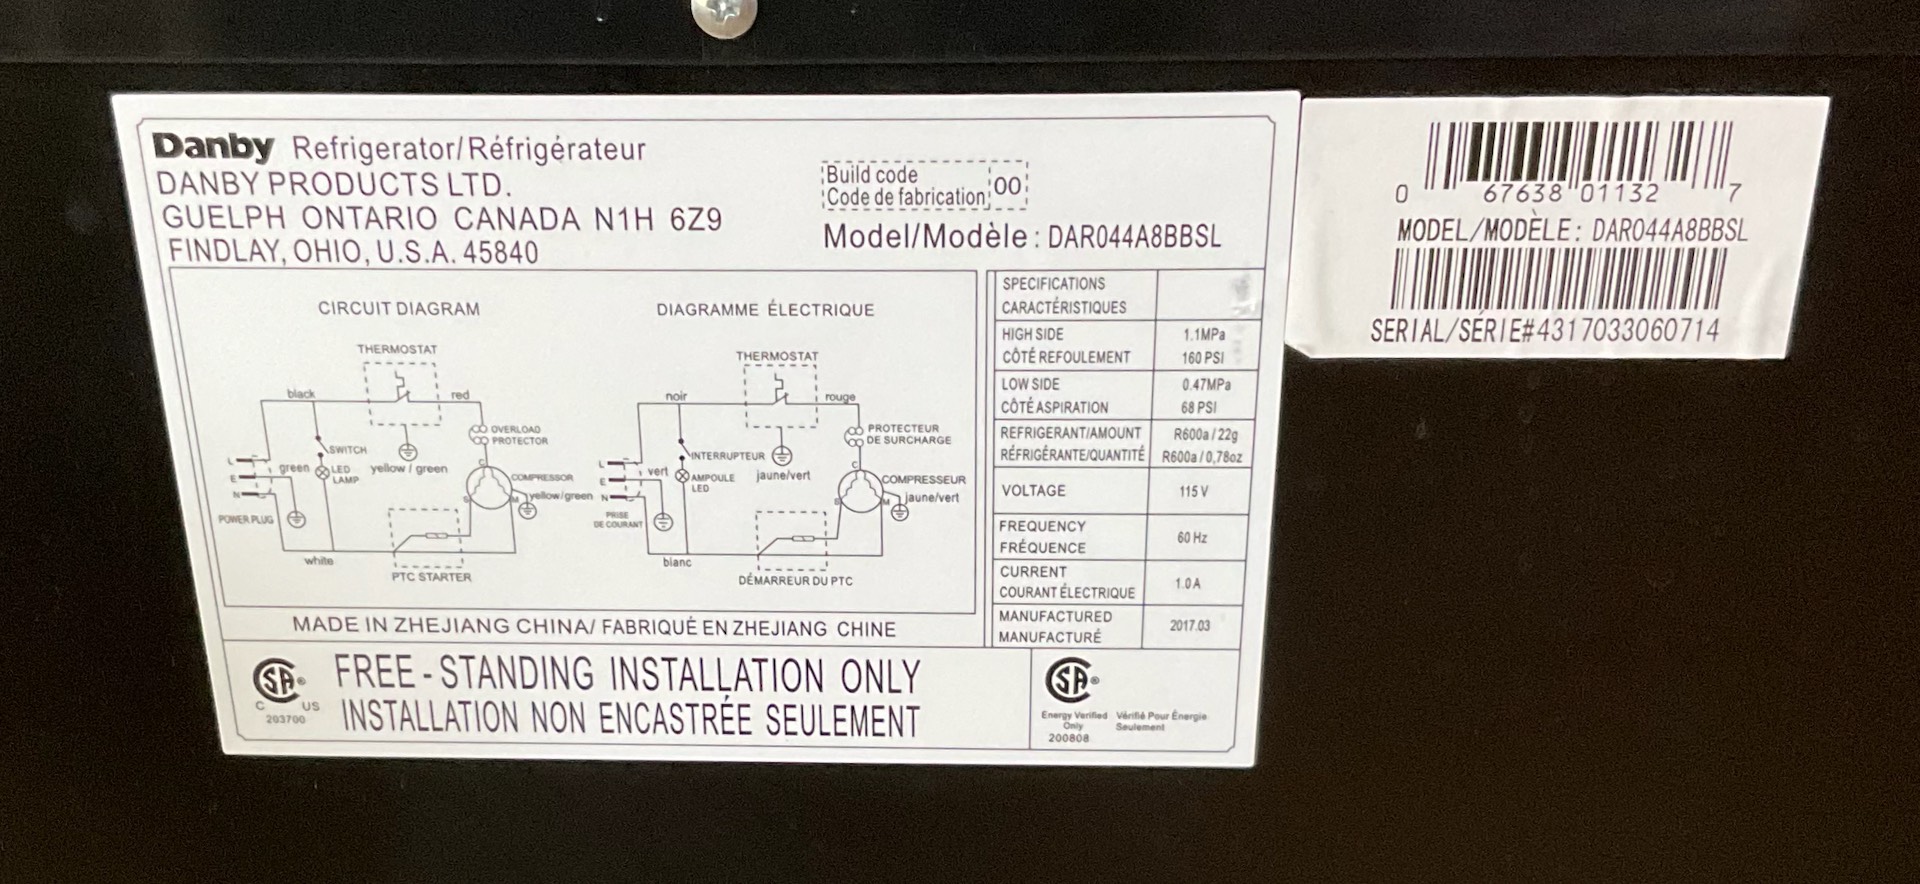 Danby Refrigerator/Réfrigérateur
DANBY PRODUCTS LTD.
GUELPH ONTARIO CANADA N1H 6Z9
FINDLAY, OHIO, U.S.A. 45840
Build code
Code de fabrication
00
Model/Modèle : DAR044A8BBSL
CIRCUIT DIAGRAM
THERMOSTAT
black
red
OVERLOAD
PROTECTOR
SWITCH
L
green
LED
LAMP
yellow / green
C
COMPRESSOR
E
S
M
yellow/green
N
POWER PLUG
white
PTC STARTER
DIAGRAMME ÉLECTRIQUE
THERMOSTAT
noir
rouge
PROTECTEUR
DE SURCHARGE
INTERRUPTEUR
L
vert
AMPOULE
LED
jaune/vert
C
COMPRESSEUR
E
S
M
jaune/vert
N
PRISE
DE COURANT
blanc
DÉMARREUR DU PTC
SPECIFICATIONS
CARACTÉRISTIQUES
HIGH SIDE 1.1MPa
CÔTÉ REFOULEMENT 160 PSI
LOW SIDE 0.47MPa
CÔTÉ ASPIRATION 68 PSI
REFRIGERANT/AMOUNT R600a / 22g
RÉFRIGÉRANTE/QUANTITÉ R600a / 0,78oz
VOLTAGE 115 V
FREQUENCY
FRÉQUENCE
60 Hz
CURRENT
COURANT ÉLECTRIQUE
1.0 A
MANUFACTURED
MANUFACTURÉ
2017.03
MADE IN ZHEJIANG CHINA/ FABRIQUÉ EN ZHEJIANG CHINE
SA®
C US
203700
FREE - STANDING INSTALLATION ONLY
INSTALLATION NON ENCASTRÉE SEULEMENT
SA®
Energy Verified Vérifié Pour Énergie
Only Seulement
200808
0 67638 01132 7
MODEL/MODÈLE: DAR044A8BBSL
SERIAL/SÉRIE#4317033060714